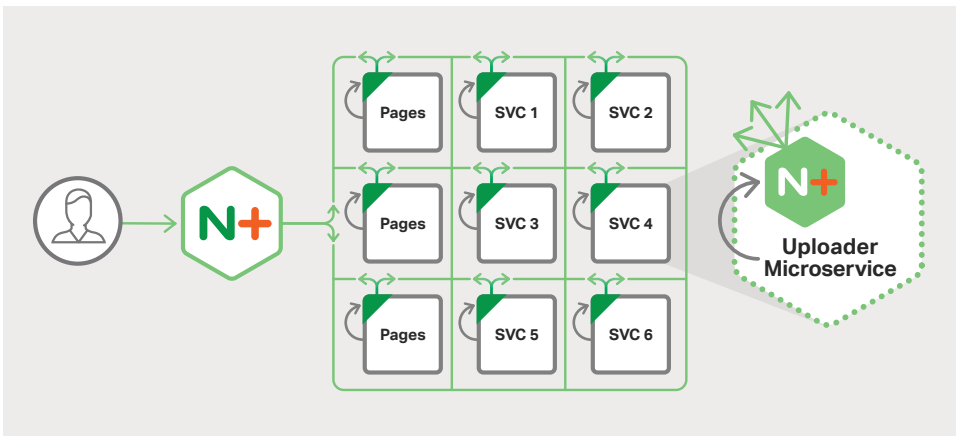 Pages
SVC 1
SVC 2
N+
Pages
SVC 3
SVC 4
N+
Uploader
Microservice
Pages
SVC 5
SVC 6